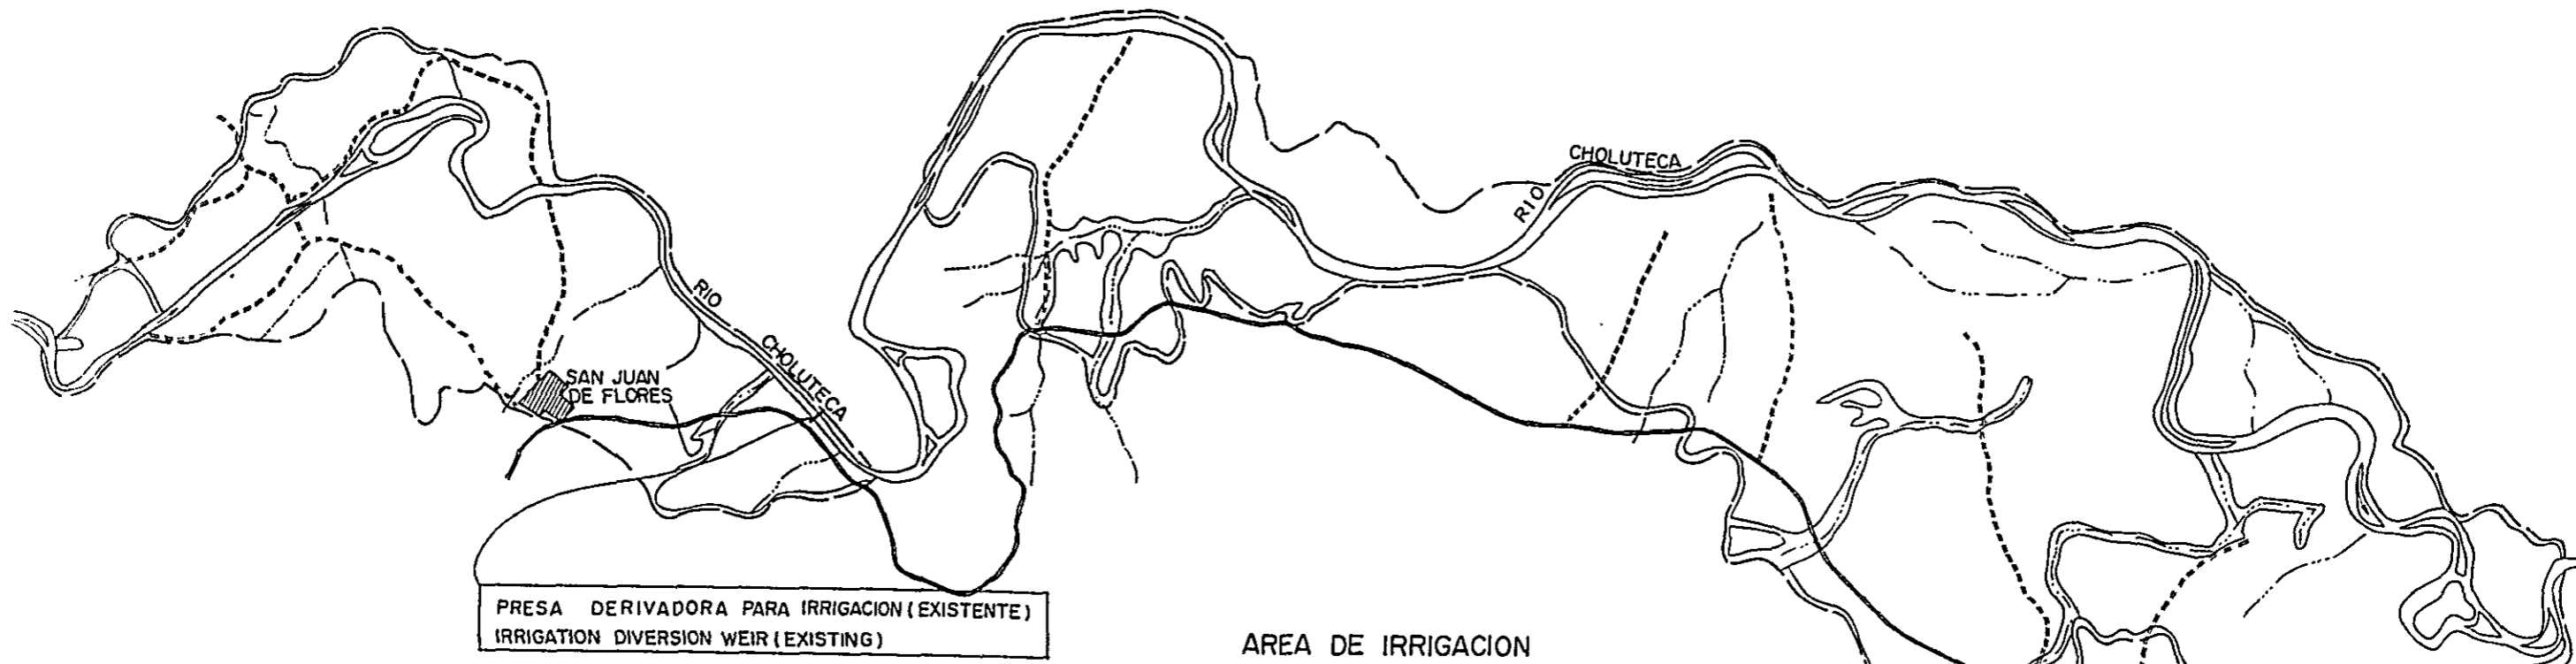 CHOLUTECA
RIO
RIO
CHOLUTECA
SAN JUAN
DE FLORES
PRESA DERIVADORA PARA IRRIGACION (EXISTENTE)
IRRIGATION DIVERSION WEIR (EXISTING)
AREA DE IRRIGACION